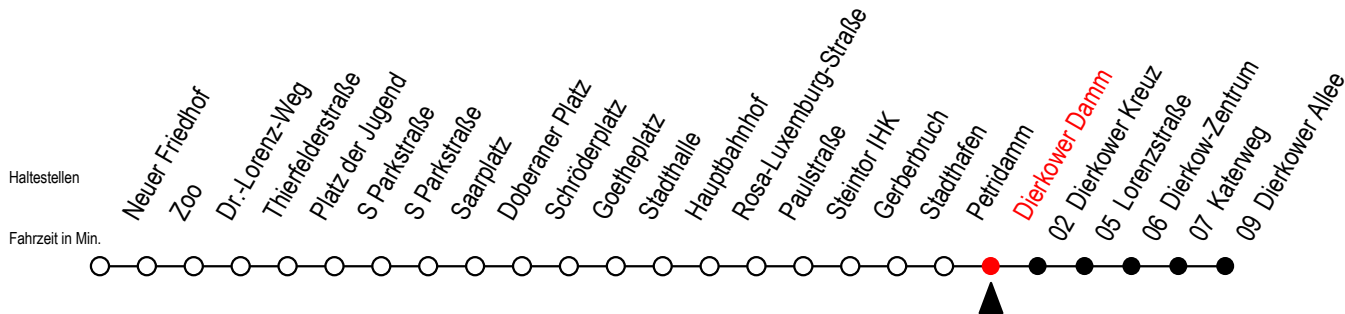 Haltestellen
Fahrzeit in Min.
Neuer Friedhof
Zoo
Dr.-Lorenz-Weg
Thierfelderstraße
Platz der Jugend
S Parkstraße
S Parkstraße
Saarplatz
Doberaner Platz
Schröderplatz
Goetheplatz
Stadthalle
Hauptbahnhof
Rosa-Luxemburg-Straße
Paulstraße
Steintor IHK
Gerberbruch
Stadthafen
Petridamm
Dierkower Damm
02 Dierkower Kreuz
05 Lorenzstraße
06 Dierkow-Zentrum
07 Katerweg
09 Dierkower Allee